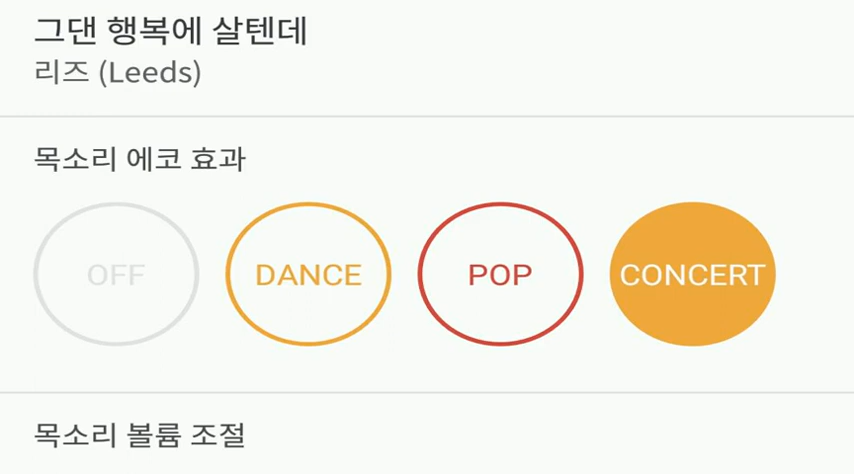 그댄 행복에 살텐데
리즈 (Leeds)
목소리 에코 효과
OFF DANCE POP CONCERT
목소리 볼륨 조절